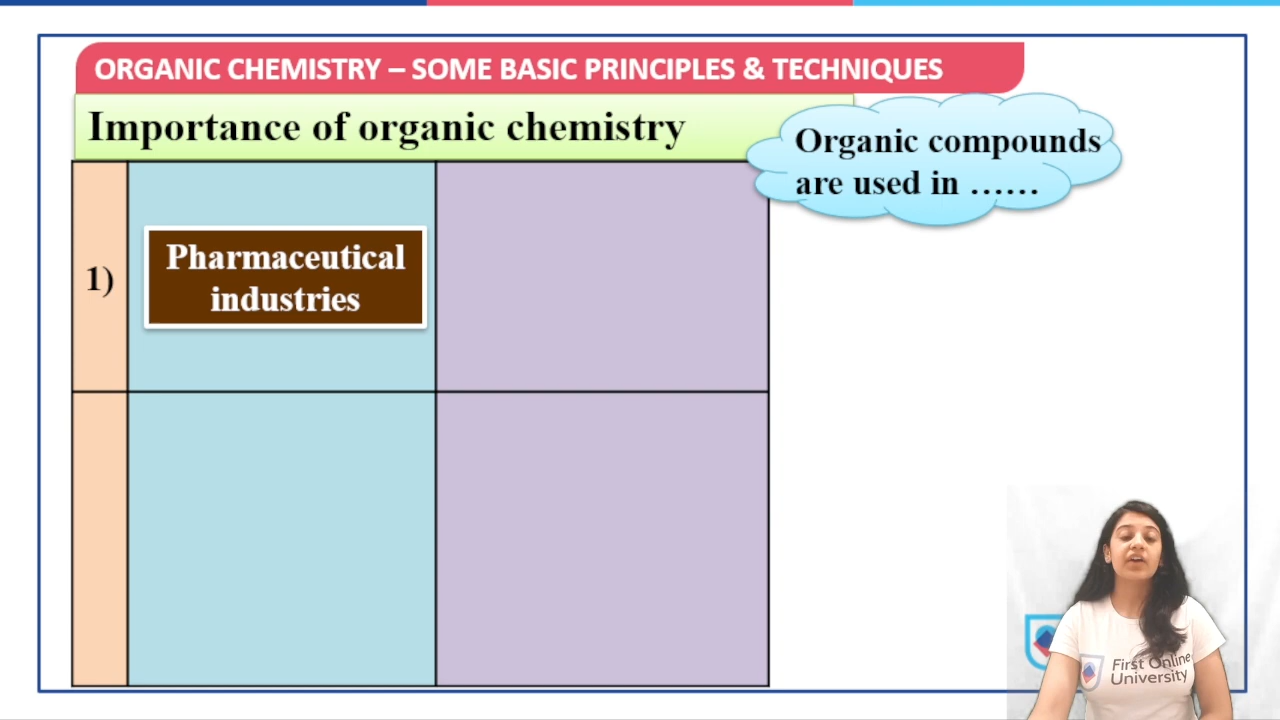 ORGANIC CHEMISTRY – SOME BASIC PRINCIPLES & TECHNIQUES
Importance of organic chemistry
Organic compounds
are used in ……
1)
Pharmaceutical
industries
First Online
University